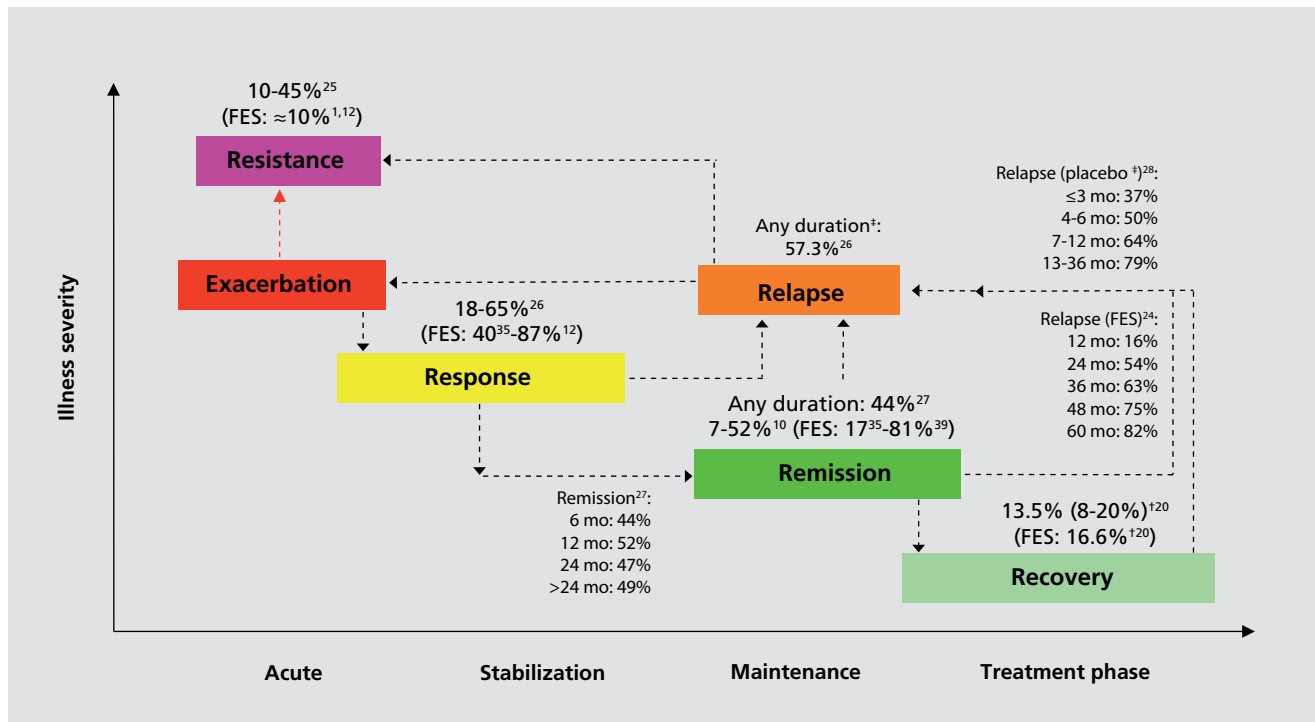 10-45%25
(FES: ≈10%1,12)
Resistance
Exacerbation
18-65%26
(FES: 4035-87%12)
Response
Any duration‡:
57.3%26
Relapse
Relapse (placebo ‡)28:
≤3 mo: 37%
4-6 mo: 50%
7-12 mo: 64%
13-36 mo: 79%
Relapse (FES)24:
12 mo: 16%
24 mo: 54%
36 mo: 63%
48 mo: 75%
60 mo: 82%
Any duration: 44%27
7-52%10 (FES: 1735-81%39)
Remission
Remission27:
6 mo: 44%
12 mo: 52%
24 mo: 47%
>24 mo: 49%
13.5% (8-20%)†20
(FES: 16.6%†20)
Recovery
Illness severity
Acute
Stabilization
Maintenance
Treatment phase